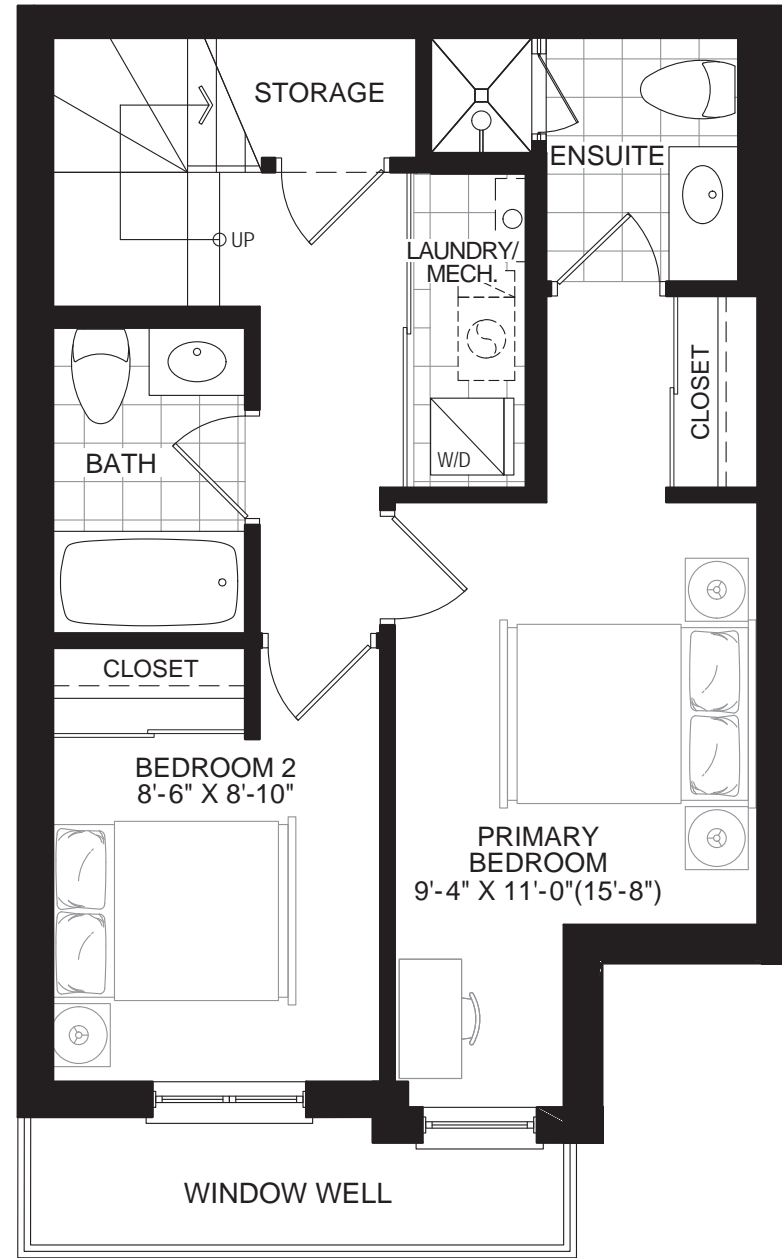 STORAGE
ENSUITE
UP
LAUNDRY/
MECH.
CLOSET
BATH
W/D
CLOSET
BEDROOM 2
8'-6" X 8'-10"
PRIMARY
BEDROOM
9'-4" X 11'-0"(15'-8")
WINDOW WELL